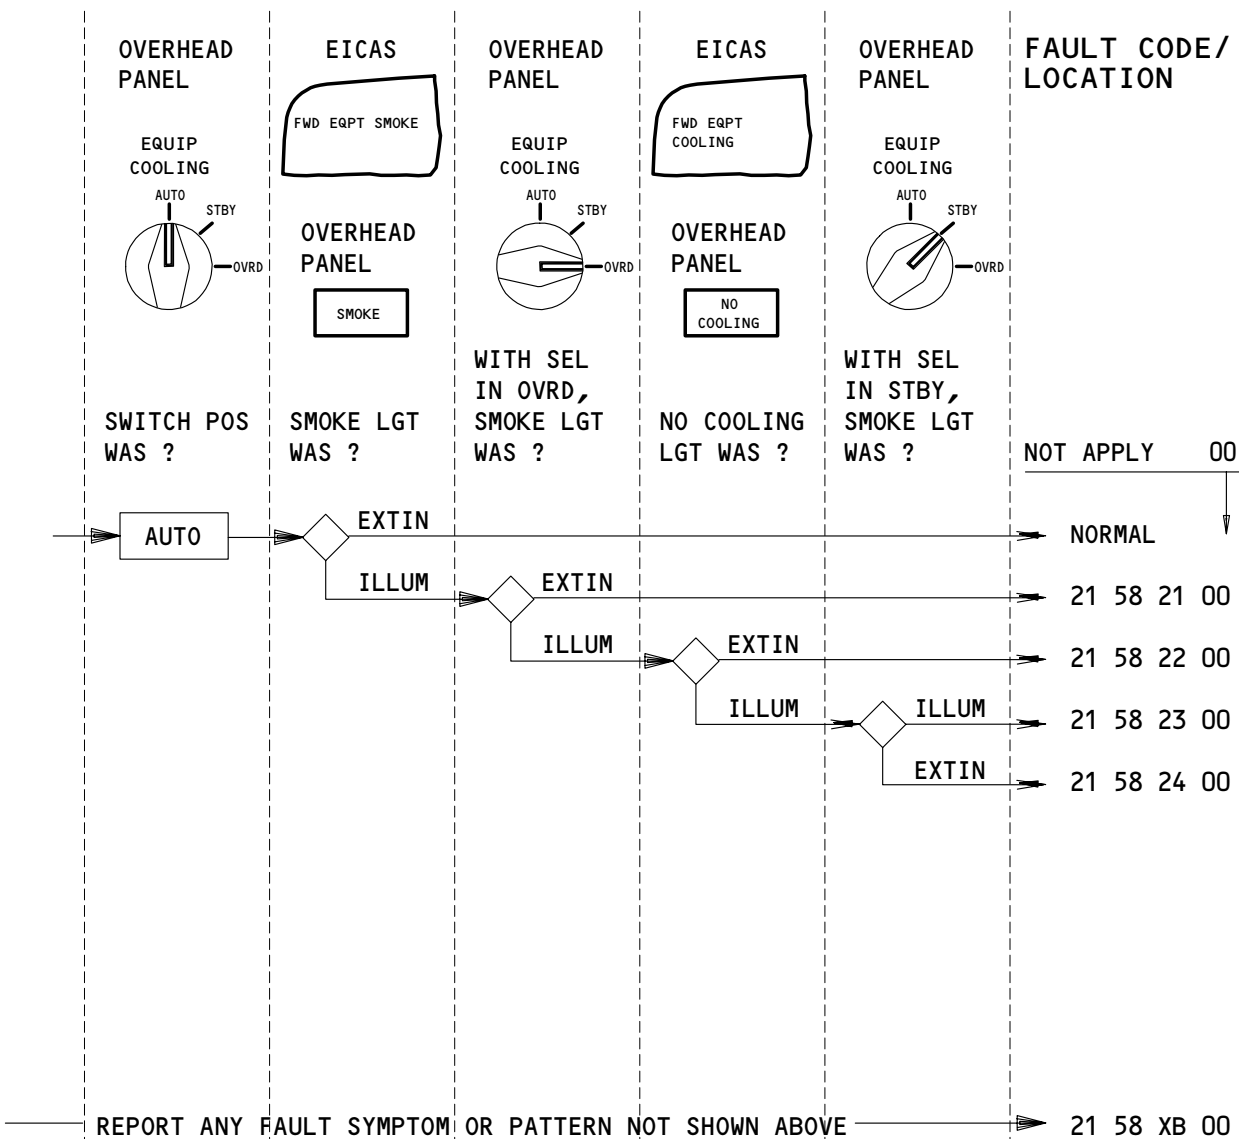 OVERHEAD
PANEL
EQUIP
COOLING
AUTO
STBY
OVRD
SWITCH POS
WAS ?
EICAS
FWD EQPT SMOKE
OVERHEAD
PANEL
SMOKE
SMOKE LGT
WAS ?
OVERHEAD
PANEL
EQUIP
COOLING
AUTO
STBY
OVRD
WITH SEL
IN OVRD,
SMOKE LGT
WAS ?
EICAS
FWD EQPT
COOLING
OVERHEAD
PANEL
NO
COOLING
NO COOLING
LGT WAS ?
OVERHEAD
PANEL
EQUIP
COOLING
AUTO
STBY
OVRD
WITH SEL
IN STBY,
SMOKE LGT
WAS ?
FAULT CODE/
LOCATION
NOT APPLY 00
AUTO
EXTIN
NORMAL
ILLUM
EXTIN
21 58 21 00
ILLUM
EXTIN
21 58 22 00
ILLUM
ILLUM
21 58 23 00
EXTIN
21 58 24 00
REPORT ANY FAULT SYMPTOM OR PATTERN NOT SHOWN ABOVE
21 58 XB 00